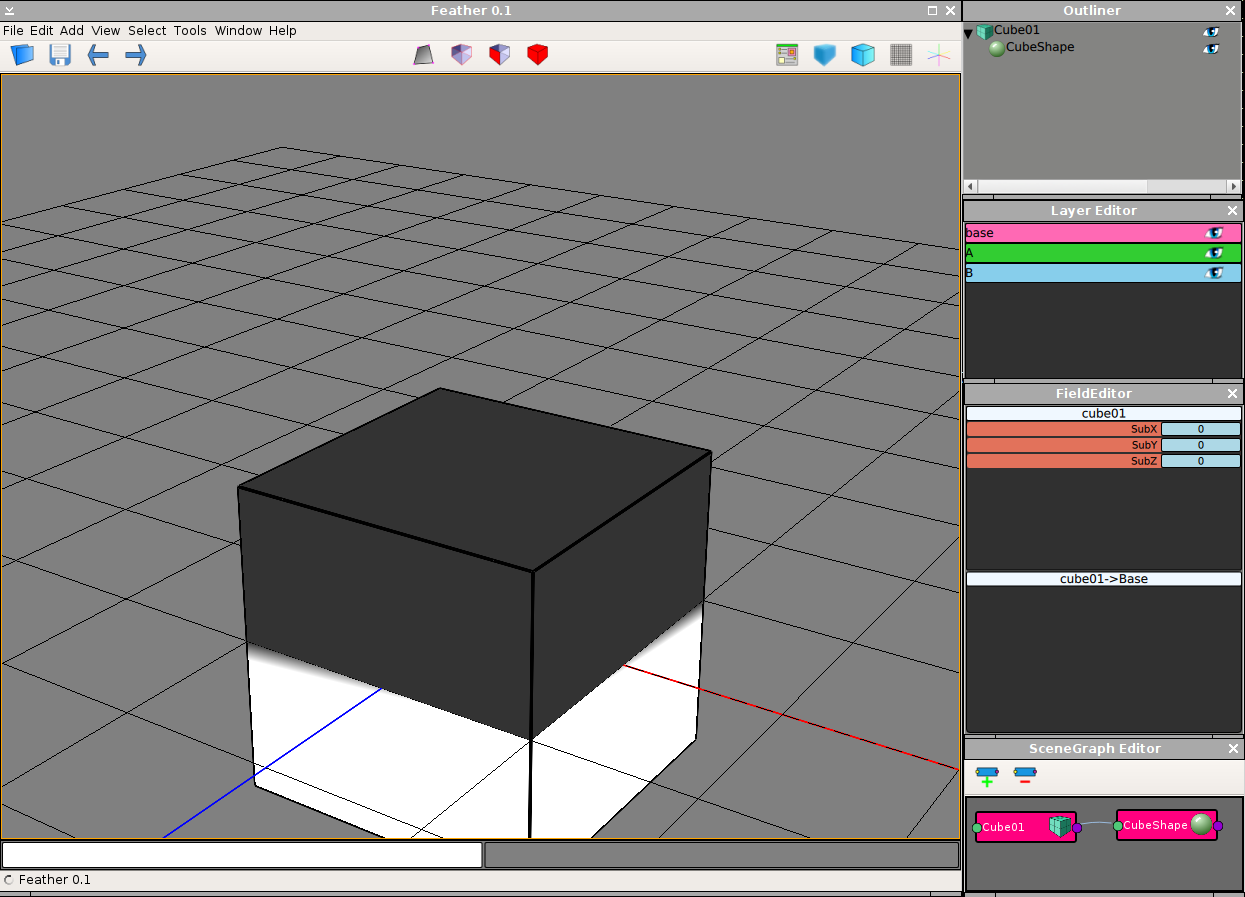 Feather 0.1
File Edit Add View Select Tools Window Help
Outliner
Cube01
CubeShape
Layer Editor
base
A
B
FieldEditor
cube01
SubX 0
SubY 0
SubZ 0
cube01->Base
SceneGraph Editor
Cube01 CubeShape
Feather 0.1